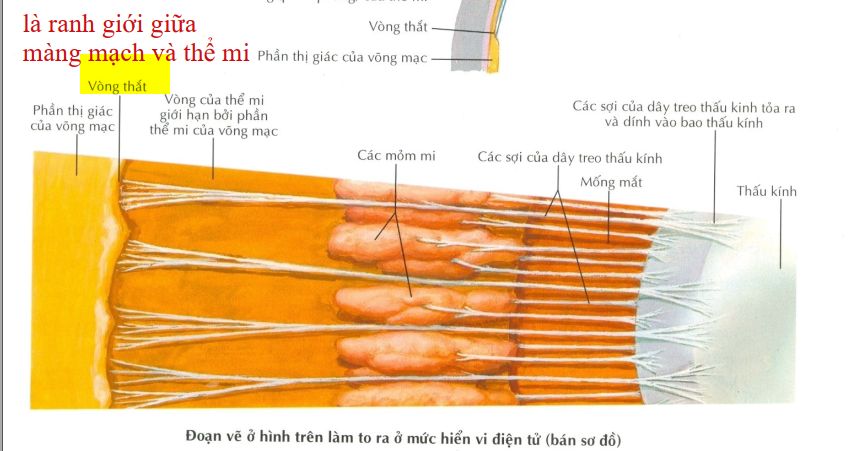 là ranh giới giữa
màng mạch và thể mi
Vòng thắt
Phần thị giác của võng mạc
Vòng thắt
Phần thị giác
của võng mạc
Vòng của thể mi
giới hạn bởi phần
thể mi của võng mạc
Các mỏm mi
Các sợi của dây treo thấu kính
Mống mắt
Các sợi của dây treo thấu kinh tỏa ra
và dính vào bao thấu kính
Thấu kính
Đoạn vẽ ở hình trên làm to ra ở mức hiển vi điện tử (bán sơ đồ)